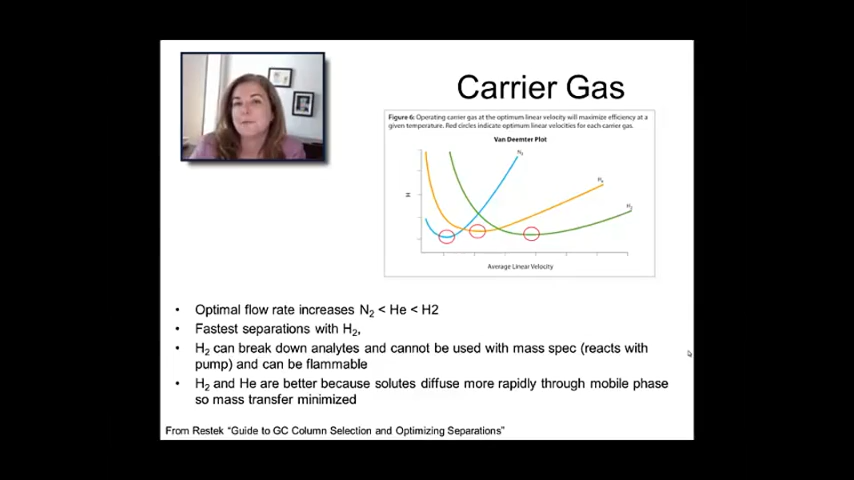 Carrier Gas
Figure 6: Operating carrier gas at the optimum linear velocity will maximize efficiency at a
given temperature. Red circles indicate optimum linear velocities for each carrier gas.
Van Deemter Plot
N₂
He
H₂
H
Average Linear Velocity
• Optimal flow rate increases N₂ < He < H2
• Fastest separations with H₂,
• H₂ can break down analytes and cannot be used with mass spec (reacts with
pump) and can be flammable
• H₂ and He are better because solutes diffuse more rapidly through mobile phase
so mass transfer minimized
From Restek “Guide to GC Column Selection and Optimizing Separations”